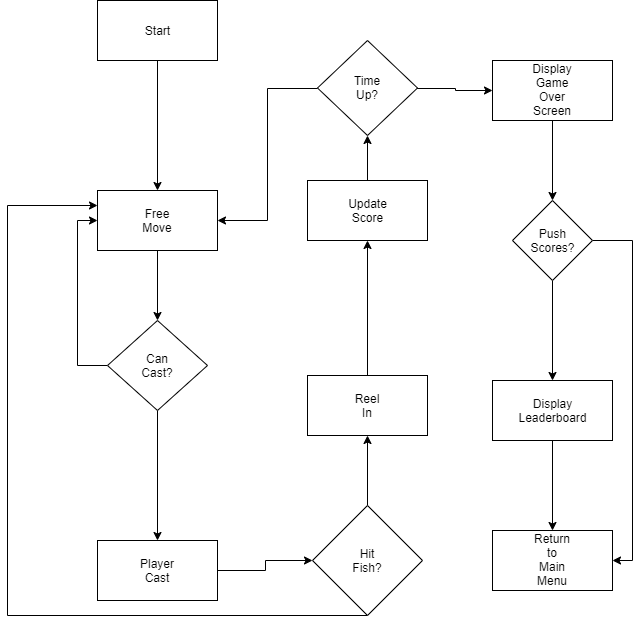 Start
Time
Up?
Display
Game
Over
Screen
Free
Move
Update
Score
Push
Scores?
Can
Cast?
Reel
In
Display
Leaderboard
Player
Cast
Hit
Fish?
Return
to
Main
Menu